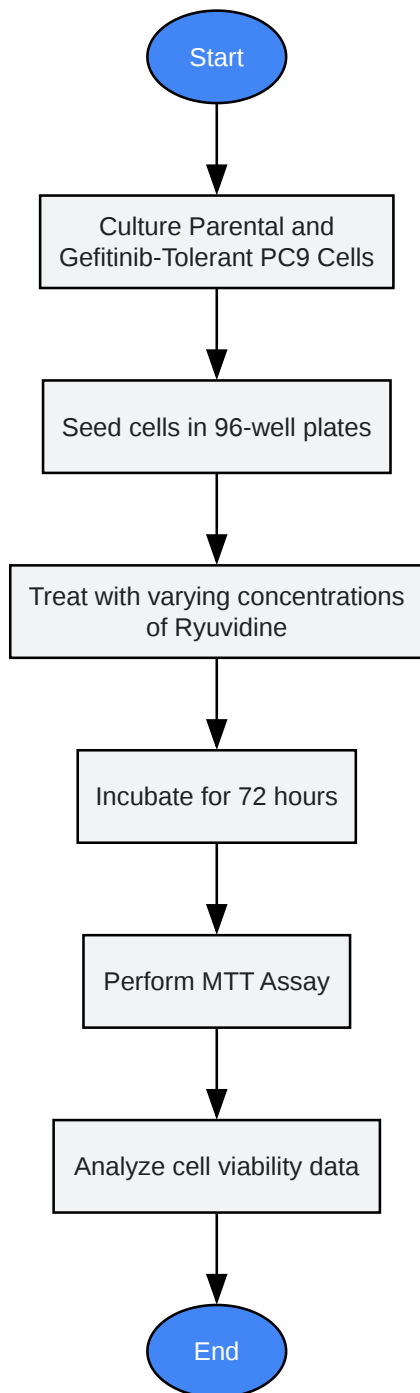 Start
Culture Parental and
Gefitinib-Tolerant PC9 Cells
Seed cells in 96-well plates
Treat with varying concentrations
of Ryuvidine
Incubate for 72 hours
Perform MTT Assay
Analyze cell viability data
End